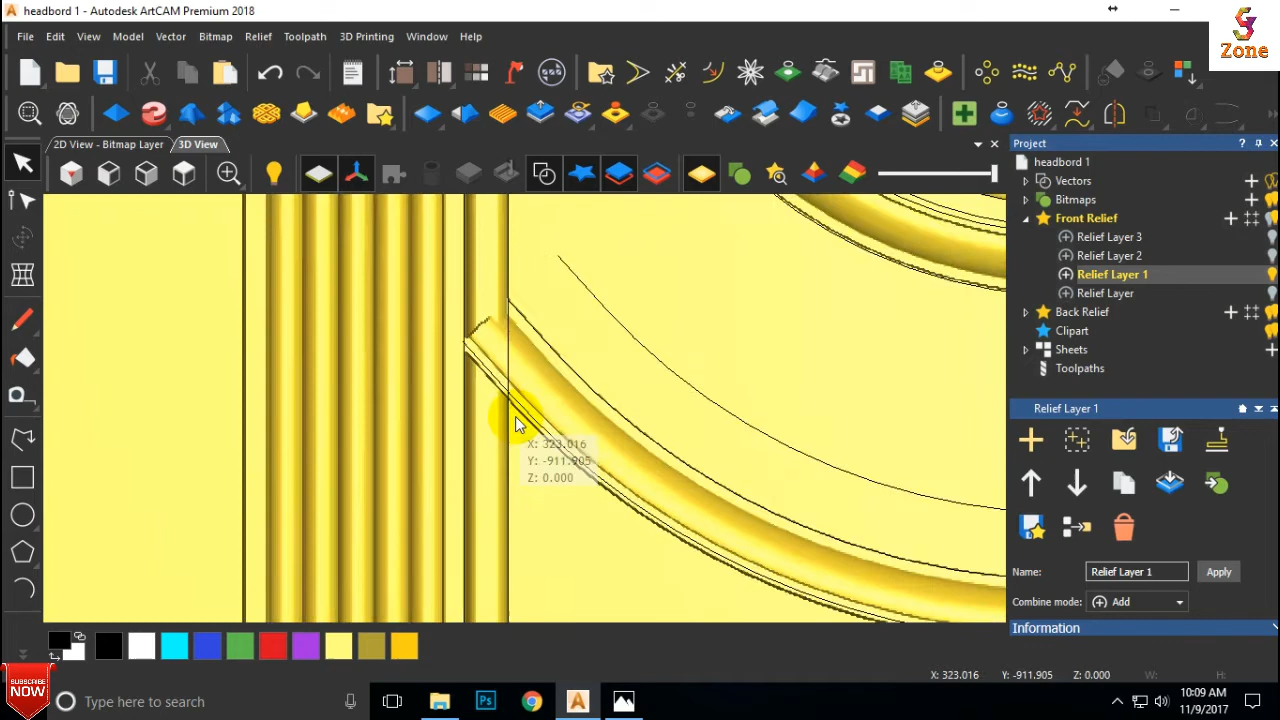 headbord 1 - Autodesk ArtCAM Premium 2018
Zone
File Edit View Model Vector Bitmap Relief Toolpath 3D Printing Window Help
2D View - Bitmap Layer 3D View
Project
headbord 1
Vectors
Bitmaps
Front Relief
Relief Layer 3
Relief Layer 2
Relief Layer 1
Relief Layer
Back Relief
Clipart
Sheets
Toolpaths
Relief Layer 1
X: 323.016
Y: -911.905
Z: 0.000
Name: Relief Layer 1 Apply
Combine mode: Add
Information
X: 323.016 Y: -911.905 Z: 0.000 W: H:
SUBSCRIBE
NOW
Type here to search
10:09 AM
11/9/2017